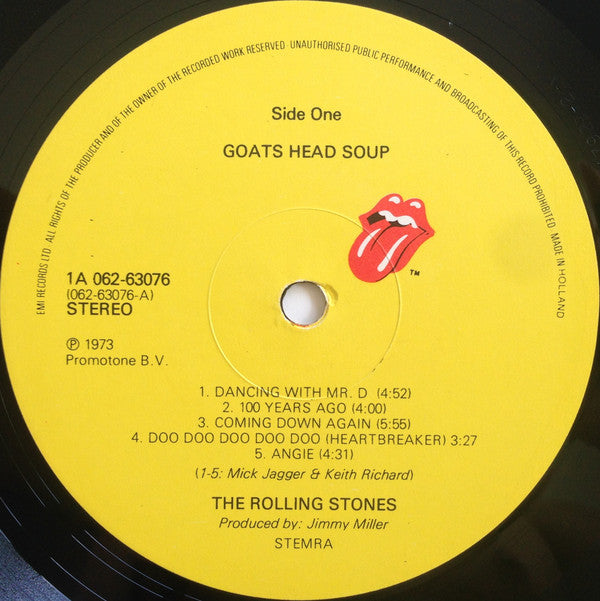 EMI RECORDS LTD · ALL RIGHTS OF THE PRODUCER AND OF THE OWNER OF THE RECORDED WORK RESERVED · UNAUTHORISED PUBLIC PERFORMANCE AND BROADCASTING OF THIS RECORD PROHIBITED. MADE IN HOLLAND
Side One
GOATS HEAD SOUP
TM
1A 062-63076
(062-63076-A)
STEREO
℗ 1973
Promotone B.V.
1. DANCING WITH MR. D (4:52)
2. 100 YEARS AGO (4:00)
3. COMING DOWN AGAIN (5:55)
4. DOO DOO DOO DOO DOO (HEARTBREAKER) 3:27
5. ANGIE (4:31)
(1-5: Mick Jagger & Keith Richard)
THE ROLLING STONES
Produced by: Jimmy Miller
STEMRA